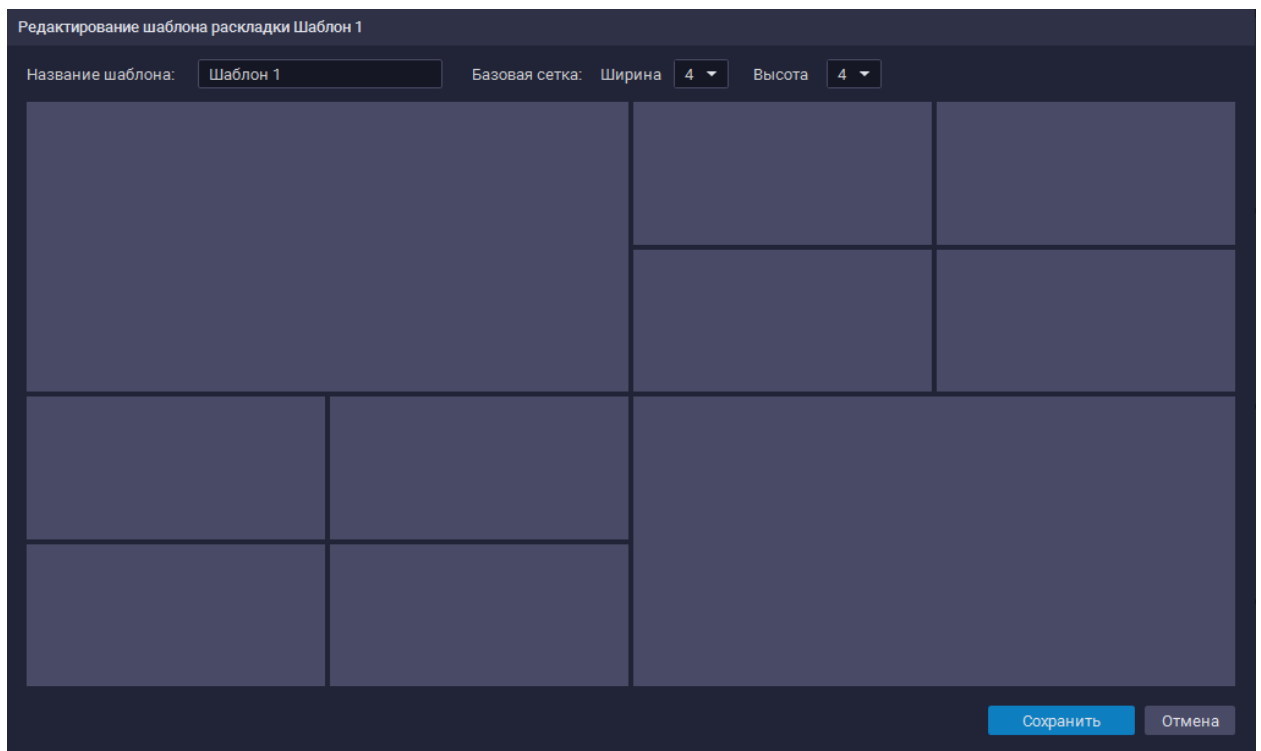 Редактирование шаблона раскладки Шаблон 1
Название шаблона: Шаблон 1 Базовая сетка: Ширина 4 Высота 4
Сохранить Отмена